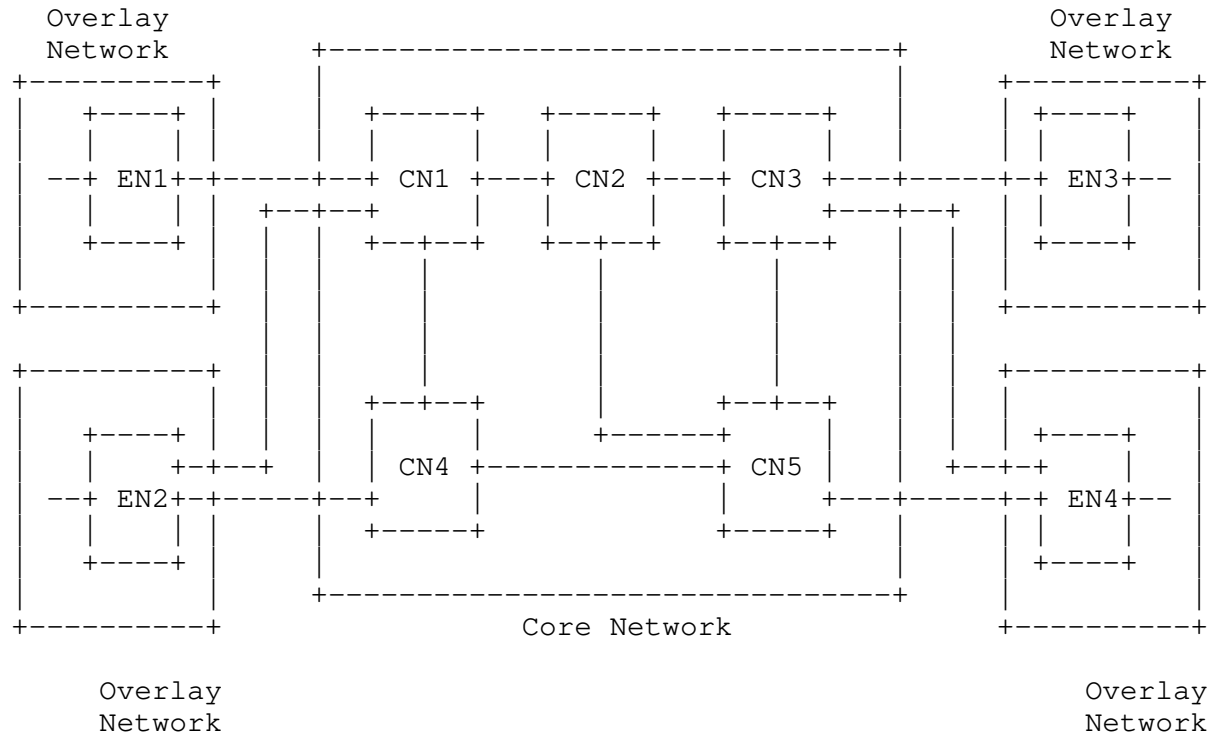 Overlay Overlay
Network Network
EN1 CN1 CN2 CN3 EN3
CN4 CN5
EN2 EN4
Core Network
Overlay Overlay
Network Network